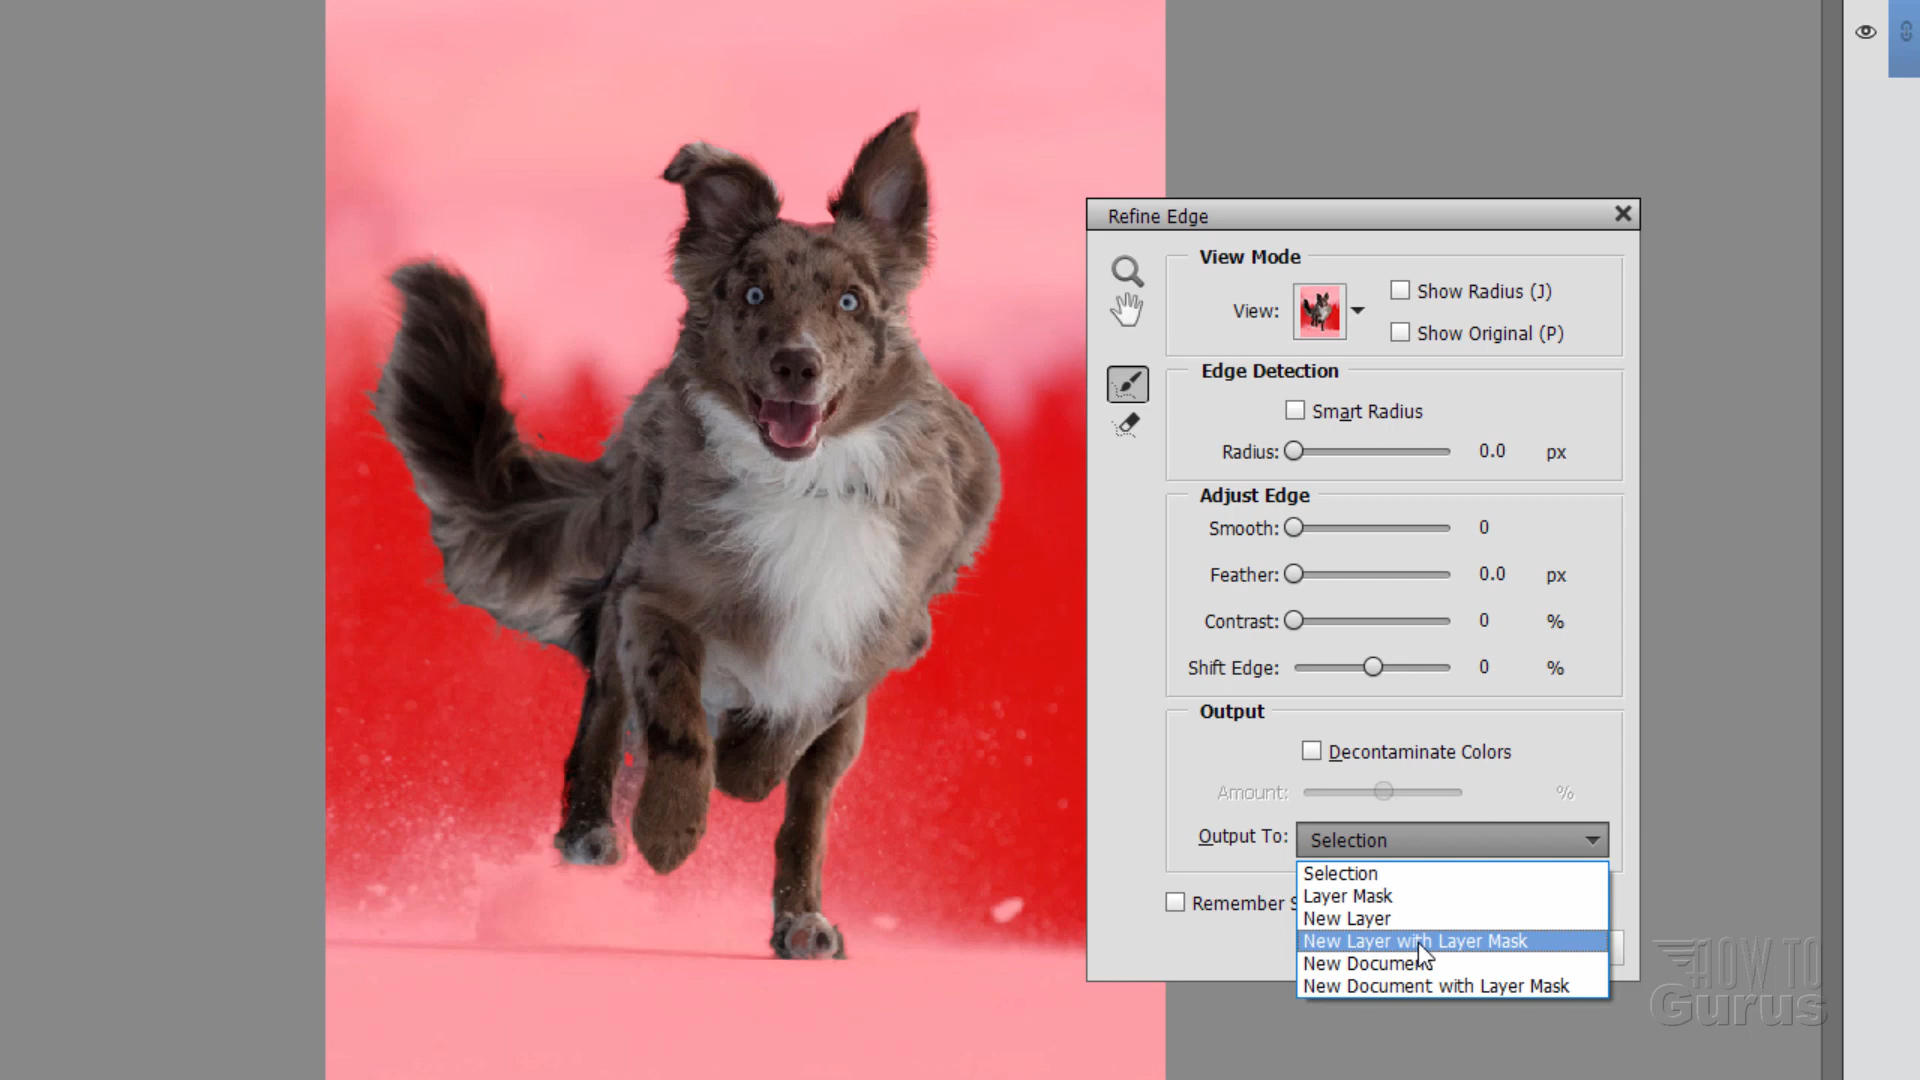 Refine Edge
View Mode
View:
Show Radius (J)
Show Original (P)
Edge Detection
Smart Radius
Radius: 0.0 px
Adjust Edge
Smooth: 0
Feather: 0.0 px
Contrast: 0 %
Shift Edge: 0 %
Output
Decontaminate Colors
Amount: %
Output To: Selection
Selection
Layer Mask
New Layer
New Layer with Layer Mask
New Document
New Document with Layer Mask
Remember
HOW TO
Gurus